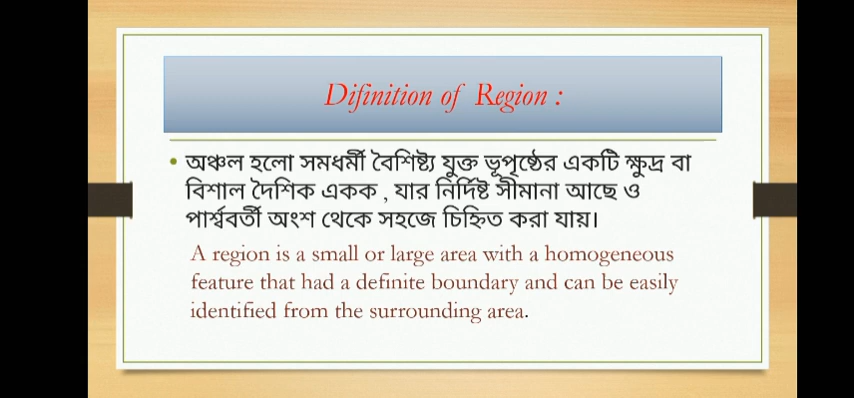 Difinition of Region :
• অঞ্চল হলো সমধর্মী বৈশিষ্ট্য যুক্ত ভূপৃষ্ঠের একটি ক্ষুদ্র বা
বিশাল দৈশিক একক , যার নির্দিষ্ট সীমানা আছে ও
পার্শ্ববর্তী অংশ থেকে সহজে চিহ্নিত করা যায়।
A region is a small or large area with a homogeneous
feature that had a definite boundary and can be easily
identified from the surrounding area.